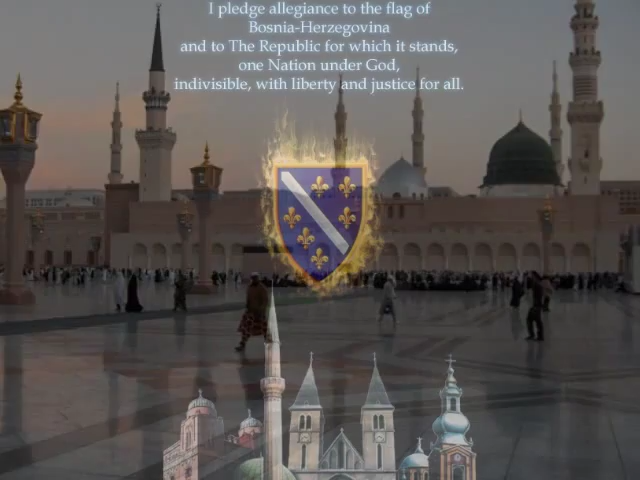 I pledge allegiance to the flag of
Bosnia-Herzegovina
and to The Republic for which it stands,
one Nation under God,
indivisible, with liberty and justice for all.